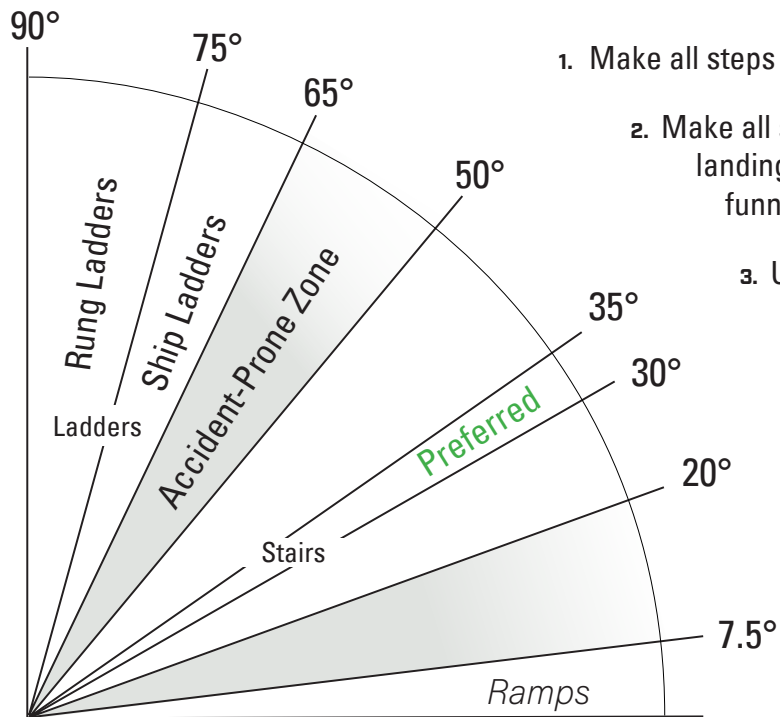 90°
75°
1. Make all steps
65°
2. Make all
landing
50°
funn
3. U
Rung Ladders
Ship Ladders
Accident-Prone Zone
35°
30°
Ladders
Preferred
20°
Stairs
7.5°
Ramps